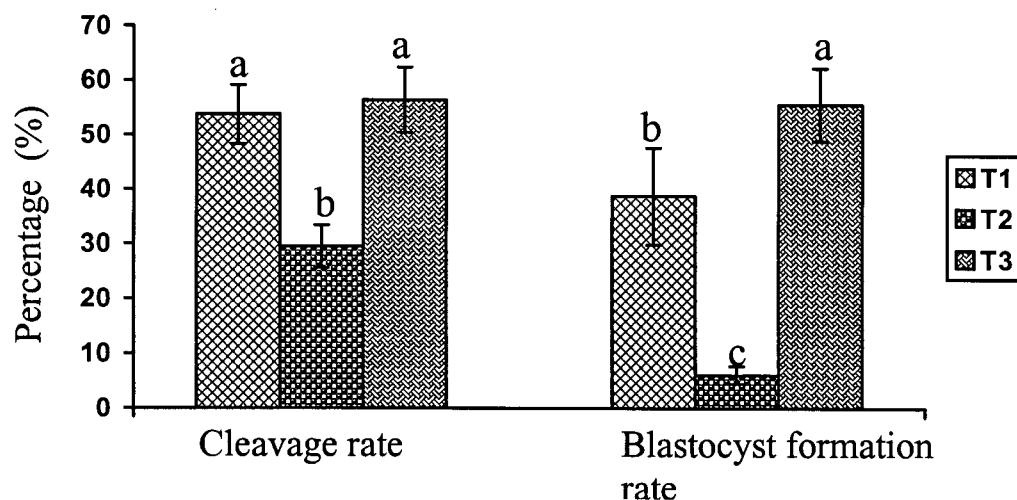 70
60
50
40
30
20
10
0
Percentage (%)
a
b
a
b
c
a
Cleavage rate
Blastocyst formation
rate
T1
T2
T3